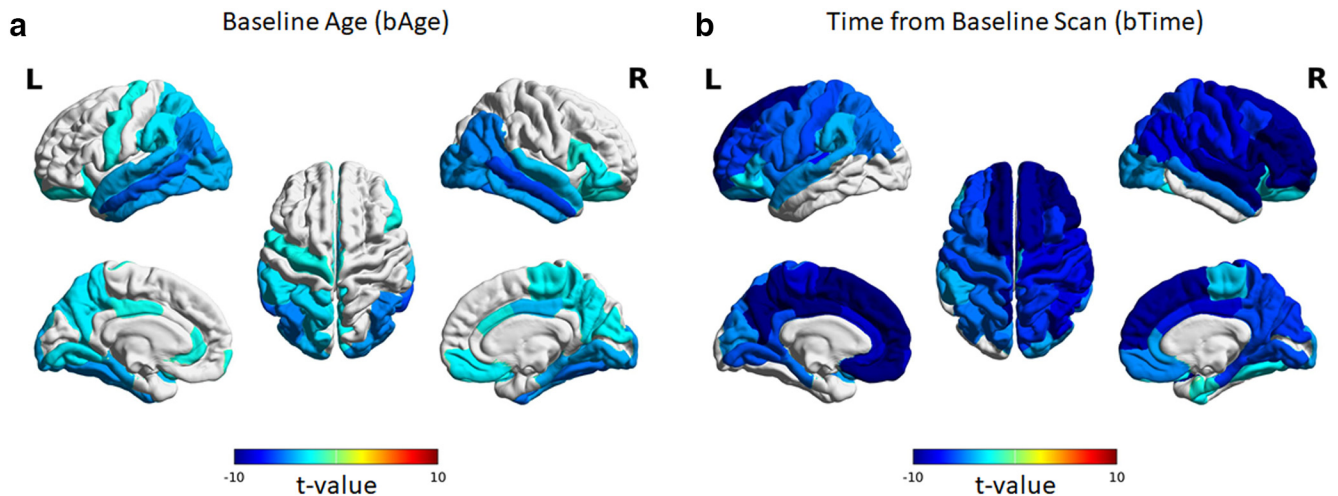 a
Baseline Age (bAge)
L
R
-10
10
t-value
b
Time from Baseline Scan (bTime)
L
R
-10
10
t-value